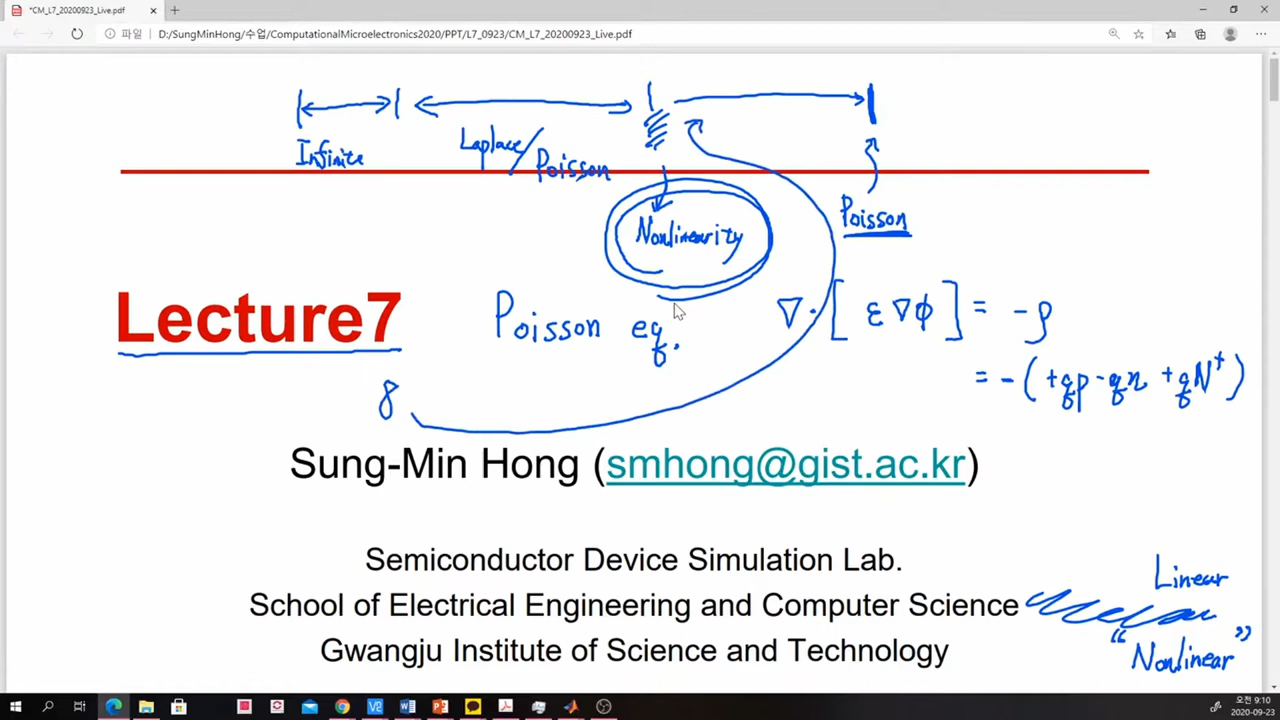 *CM_L7_20200923_Live.pdf
파일 D:/SungMinHong/수업/ComputationalMicroelectronics2020/PPT/L7_0923/CM_L7_20200923_Live.pdf
Infinite
Laplace/Poisson
Nonlinearity
Poisson
Lecture7
Poisson eq.
∇·[ε∇φ] = -ρ
= -(+qp-qn+qN⁺)
8
Sung-Min Hong (smhong@gist.ac.kr)
Semiconductor Device Simulation Lab.
School of Electrical Engineering and Computer Science
Gwangju Institute of Science and Technology
Linear
"Nonlinear"
오전 9:10
2020-09-23